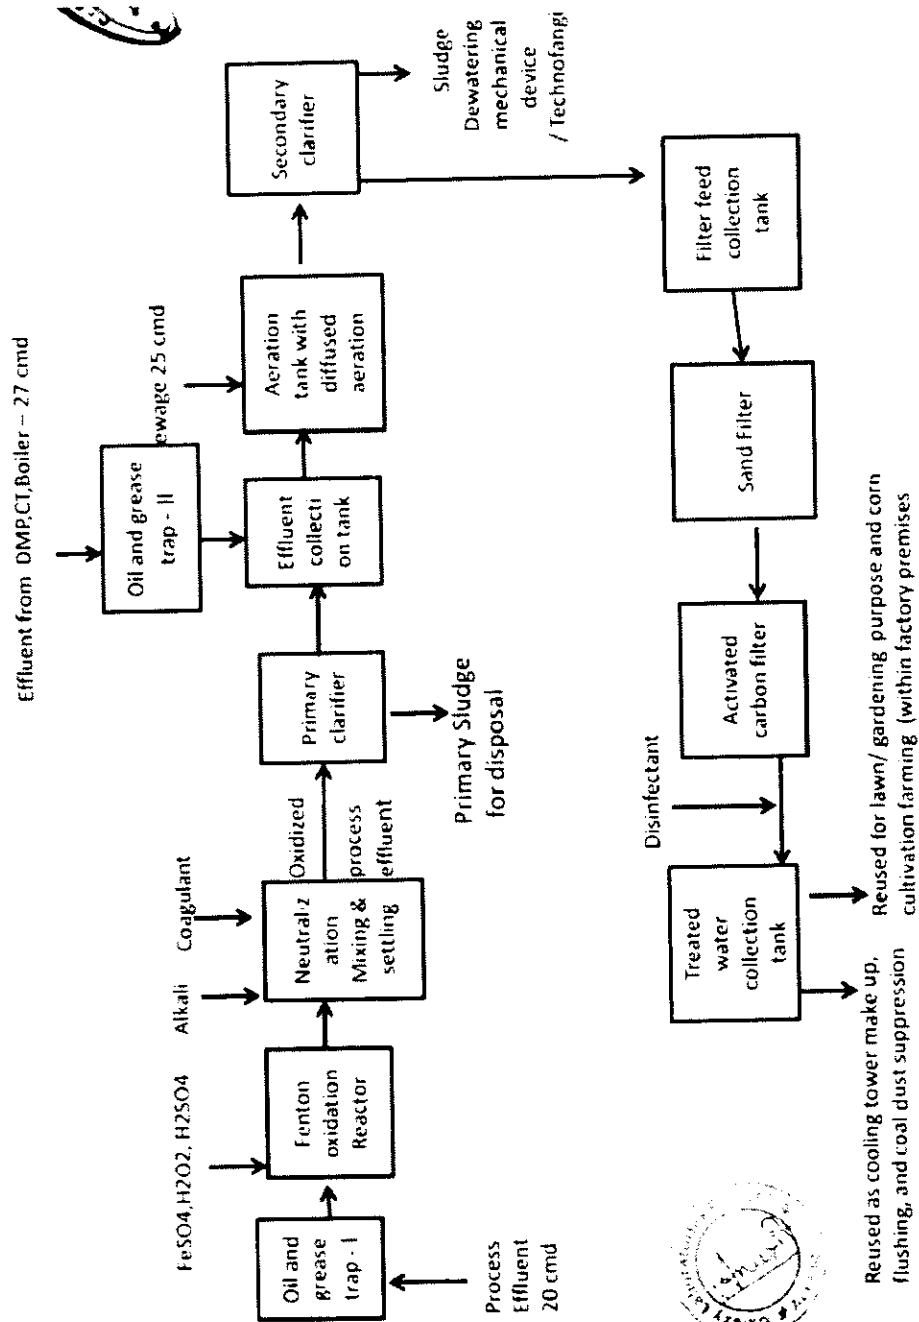 Effluent from DMP,CT,Boiler – 27 cmd
FeSO4,H2O2, H2SO4
Alkali
Coagulant
Oil and grease
trap - II
ewage 25 cmd
Oil and
grease
trap - I
Fenton
oxidation
Reactor
Neutral z
ation
Mixing &
settling
Oxidized
process
effluent
Primary
clarifier
Effluent
collecti
on tank
Aeration
tank with
diffused
aeration
Secondary
clarifier
Process
Effluent
20 cmd
Primary Sludge
for disposal
Sludge
Dewatering
mechanical
device
/ Technofangi
Disinfectant
Treated
water
collection
tank
Activated
carbon filter
Sand Filter
Filter feed
collection
tank
Reused as cooling tower make up,
flushing, and coal dust suppression
Reused for lawn/ gardening purpose and corn
cultivation farming (within factory premises